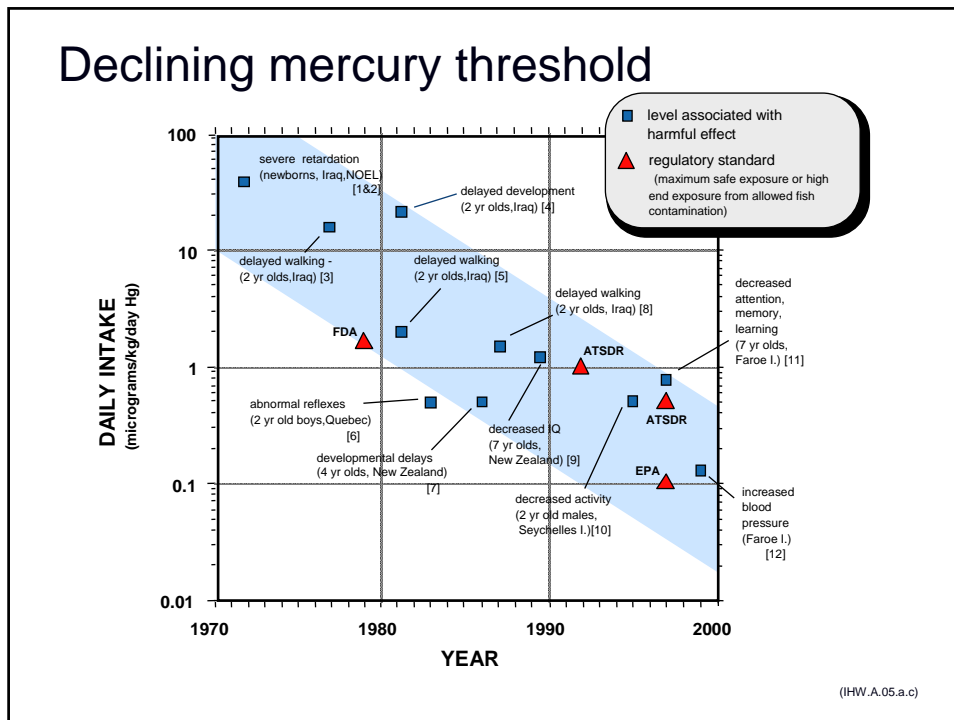 Declining mercury threshold
level associated with
harmful effect
regulatory standard
(maximum safe exposure or high
end exposure from allowed fish
contamination)
DAILY INTAKE
(micrograms/kg/day Hg)
100
10
1
0.1
0.01
severe retardation
(newborns, Iraq,NOEL)
[1&2]
delayed development
(2 yr olds,Iraq) [4]
delayed walking -
(2 yr olds,Iraq) [3]
delayed walking
(2 yr olds,Iraq) [5]
delayed walking
(2 yr olds, Iraq) [8]
decreased
attention,
memory,
learning
(7 yr olds,
Faroe I.) [11]
FDA
ATSDR
abnormal reflexes
(2 yr old boys,Quebec)
[6]
developmental delays
(4 yr olds, New Zealand)
[7]
decreased IQ
(7 yr olds,
New Zealand) [9]
ATSDR
EPA
decreased activity
(2 yr old males,
Seychelles I.)[10]
increased
blood
pressure
(Faroe I.)
[12]
1970
1980
1990
2000
YEAR
(IHW.A.05.a.c)